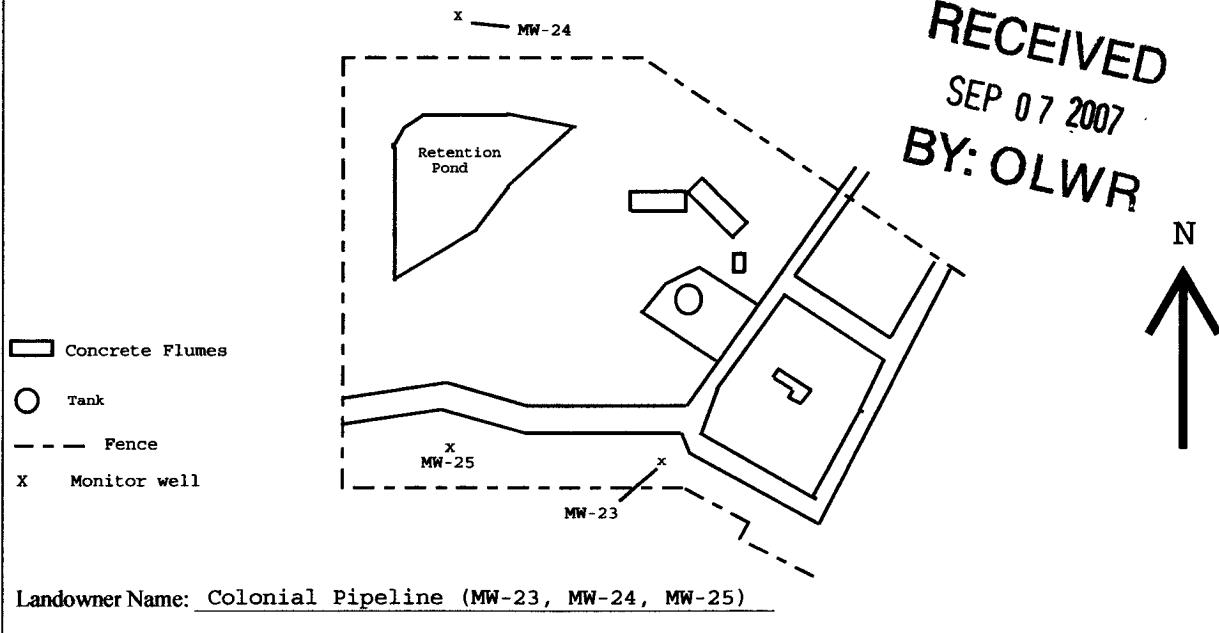 x MW-24
RECEIVED
SEP 07 2007
BY: OLWR
Retention
Pond
N
Concrete Flumes
Tank
Fence
x Monitor well
x
MW-25
x
MW-23
Landowner Name: Colonial Pipeline (MW-23, MW-24, MW-25)